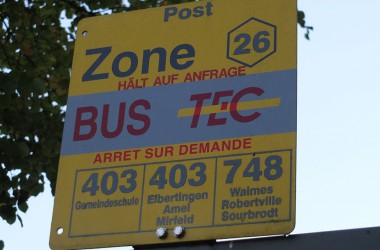 Post
Zone 26
HÄLT AUF ANFRAGE
BUS TEC
ARRET SUR DEMANDE
403 403 748
Gemeindeschule Elbertingen Waimes
Amel Robertville
Mirfeld Sourbrodt